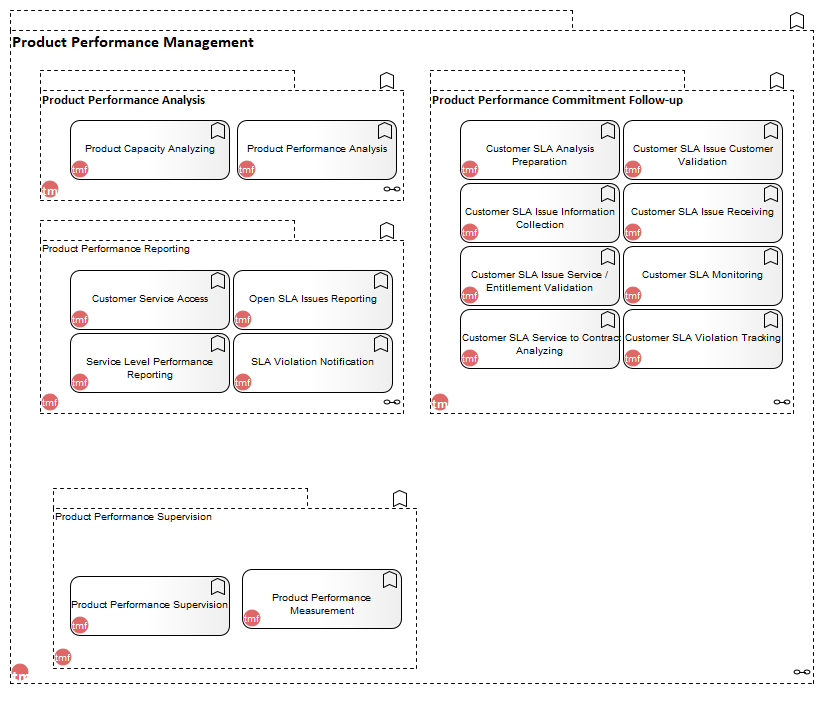 Product Performance Management
Product Performance Analysis
Product Capacity Analyzing
tmf
Product Performance Analysis
tmf
tm
Product Performance Reporting
Customer Service Access
tmf
Open SLA Issues Reporting
tmf
Service Level Performance
Reporting
tmf
SLA Violation Notification
tmf
tmf
Product Performance Commitment Follow-up
Customer SLA Analysis
Preparation
tmf
Customer SLA Issue Customer
Validation
tmf
Customer SLA Issue Information
Collection
tmf
Customer SLA Issue Receiving
tmf
Customer SLA Issue Service /
Entitlement Validation
tmf
Customer SLA Monitoring
tmf
Customer SLA Service to Contrac
Analyzing
tmf
Customer SLA Violation Tracking
tmf
tm
Product Performance Supervision
Product Performance Supervision
tmf
Product Performance
Measurement
tmf
tmf
tm